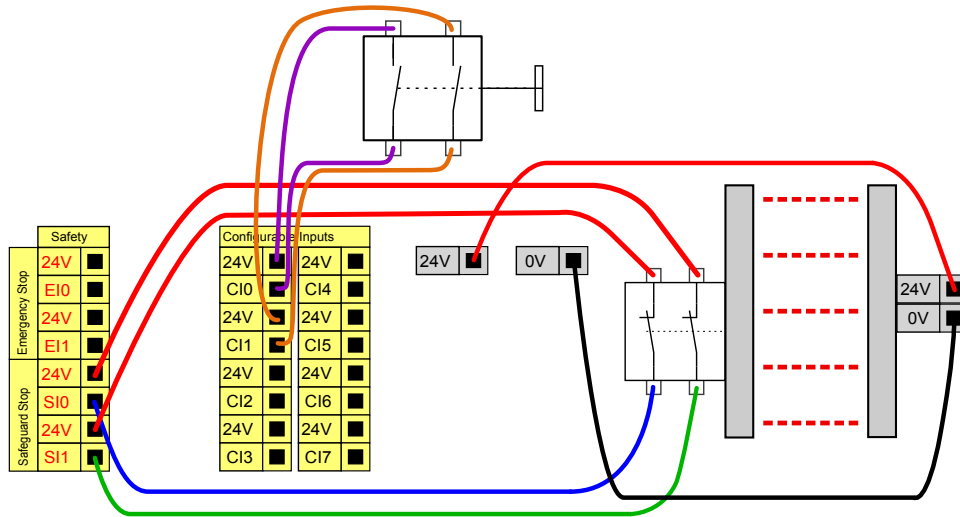 Safety
Emergency Stop
24V
EI0
24V
EI1
Safeguard Stop
24V
SI0
24V
SI1
Configurable Inputs
24V 24V
CI0 CI4
24V 24V
CI1 CI5
24V 24V
CI2 CI6
24V 24V
CI3 CI7
24V
0V
24V
0V